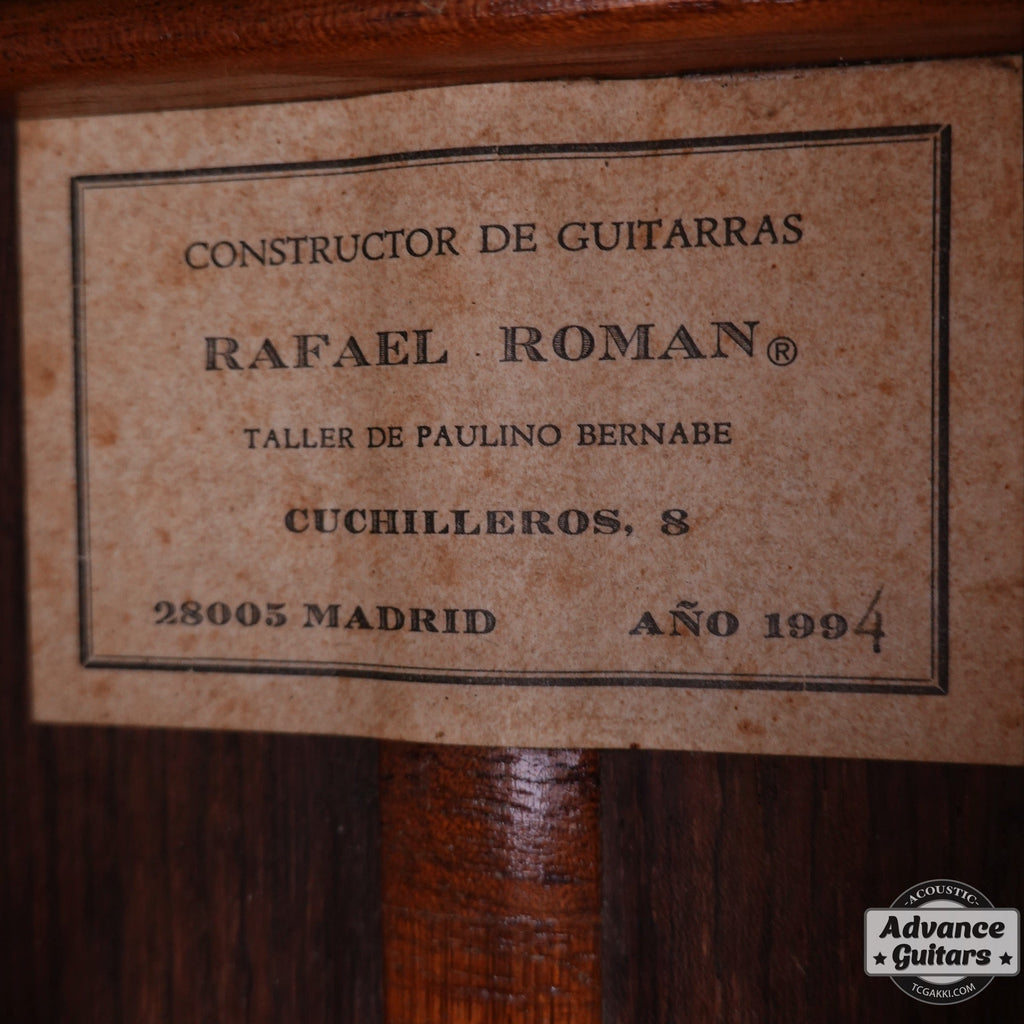 CONSTRUCTOR DE GUITARRAS
RAFAEL ROMAN®
TALLER DE PAULINO BERNABE
CUCHILLEROS, 8
28005 MADRID AÑO 1994
ACOUSTIC
Advance
Guitars
TCGAKKI.COM